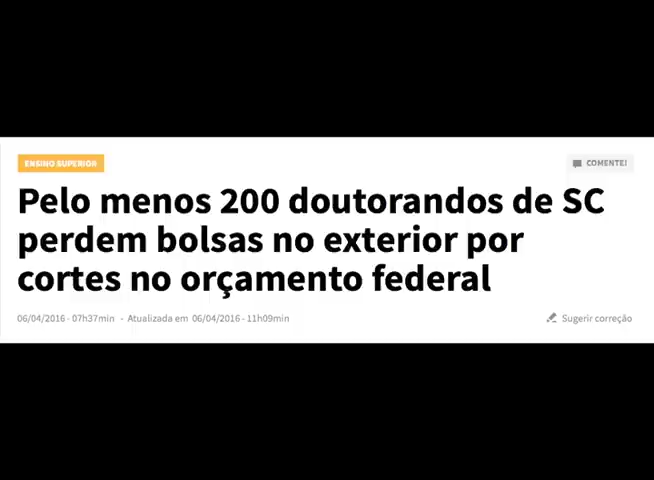 ENSINO SUPERIOR
COMENTE!
Pelo menos 200 doutorandos de SC
perdem bolsas no exterior por
cortes no orçamento federal
06/04/2016 - 07h37min - Atualizada em 06/04/2016 - 11h09min
Sugerir correção